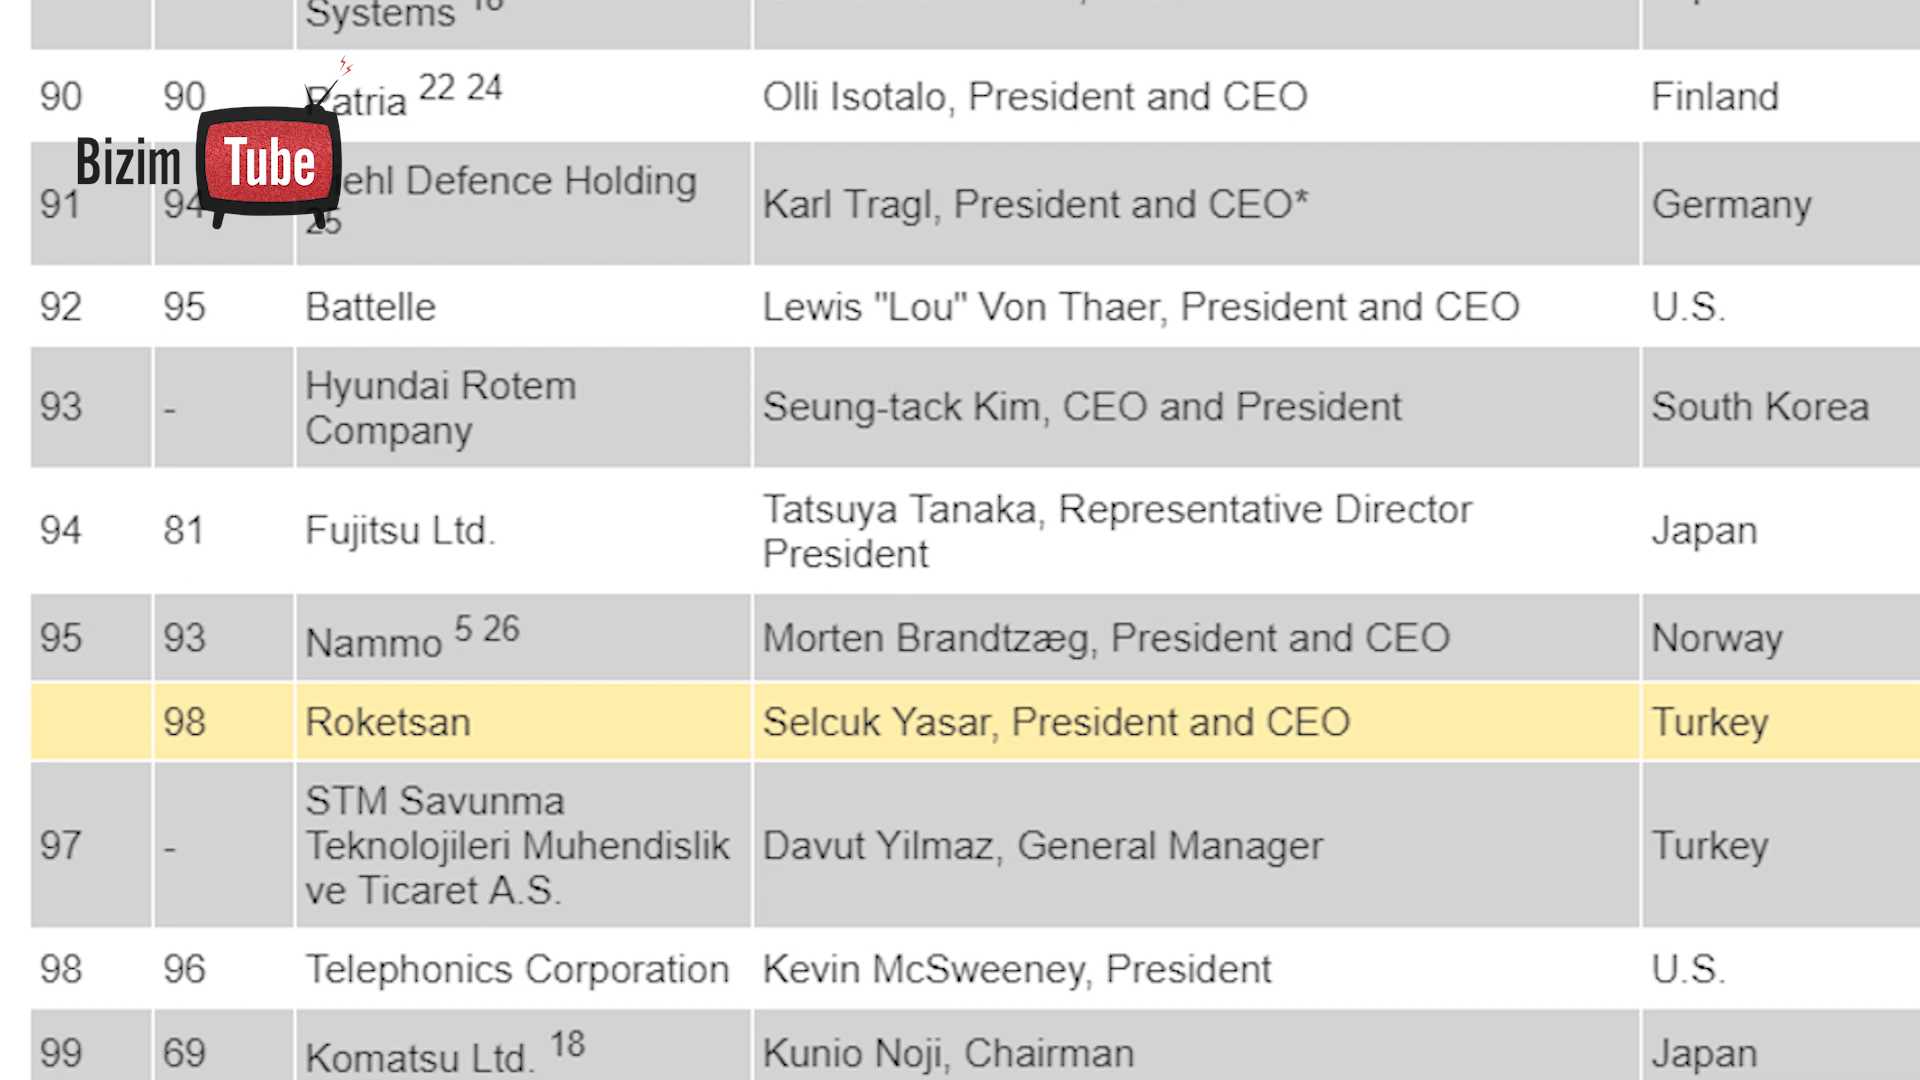 Systems 18
90 90 Patria 22 24 Olli Isotalo, President and CEO Finland
Bizim Tube
91 94 ehl Defence Holding Karl Tragl, President and CEO* Germany
25
92 95 Battelle Lewis "Lou" Von Thaer, President and CEO U.S.
93 - Hyundai Rotem Seung-tack Kim, CEO and President South Korea
Company
94 81 Fujitsu Ltd. Tatsuya Tanaka, Representative Director Japan
President
95 93 Nammo 5 26 Morten Brandtzæg, President and CEO Norway
98 Roketsan Selcuk Yasar, President and CEO Turkey
97 - STM Savunma
Teknolojileri Muhendislik Davut Yilmaz, General Manager Turkey
ve Ticaret A.S.
98 96 Telephonics Corporation Kevin McSweeney, President U.S.
99 69 Komatsu Ltd. 18 Kunio Noji, Chairman Japan